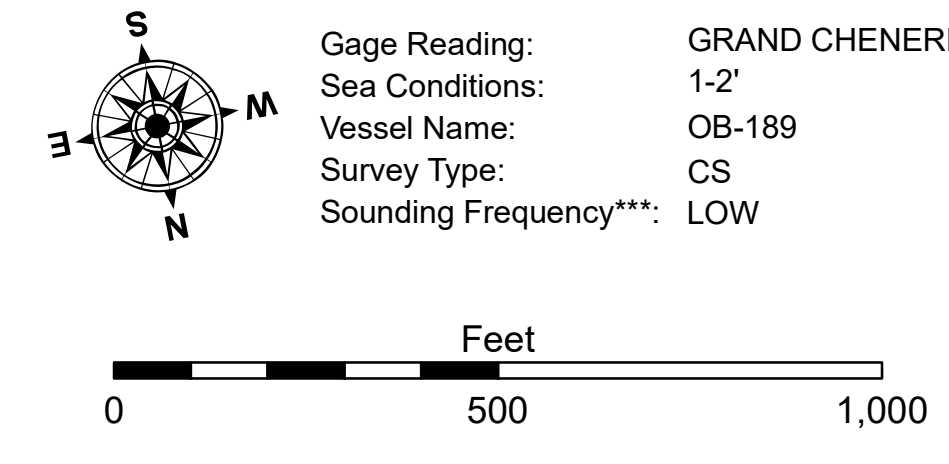 S
W
E
N
Gage Reading: GRAND CHENER
Sea Conditions: 1-2'
Vessel Name: OB-189
Survey Type: CS
Sounding Frequency***: LOW
Feet
0 500 1,000